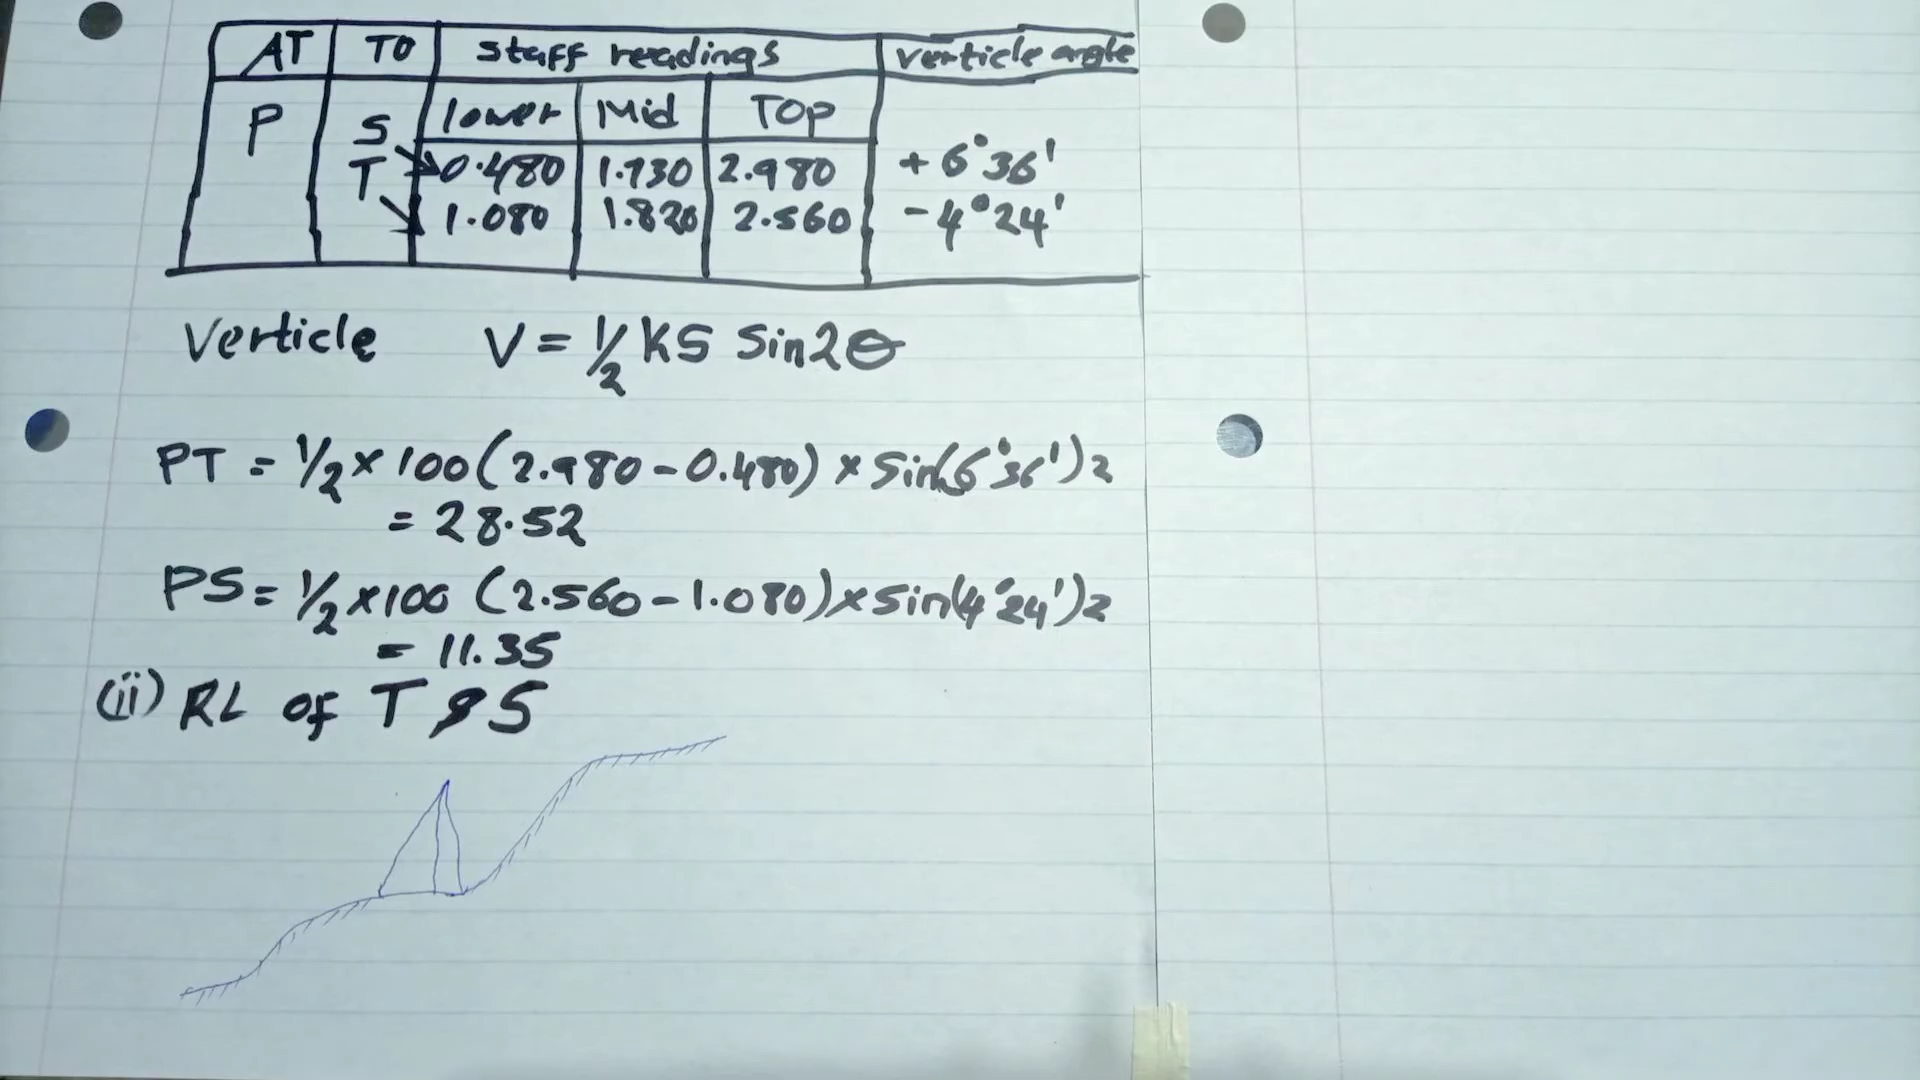 AT TO staff readings verticle angle
P S lower Mid Top
T 0.480 1.730 2.980 + 6°36'
1.080 1.820 2.560 - 4°24'
Verticle V = 1/2 KS Sin2θ
PT = 1/2 × 100 (2.980 - 0.480) × Sin(6°36')2
= 28.52
PS = 1/2 × 100 (2.560 - 1.080) × Sin(4°24')2
= 11.35
(ii) RL of T & S